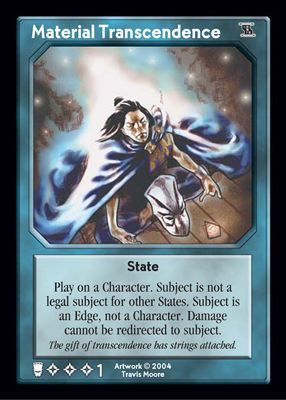 Material Transcendence
State
Play on a Character. Subject is not a
legal subject for other States. Subject is
an Edge, not a Character. Damage
cannot be redirected to subject.
The gift of transcendence has strings attached.
1
Artwork © 2004
Travis Moore